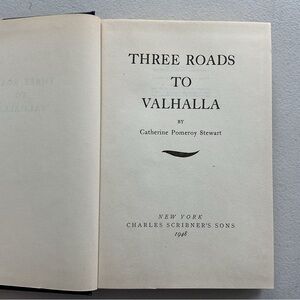 THREE ROADS
TO
VALHALLA
BY
Catherine Pomeroy Stewart
NEW YORK
CHARLES SCRIBNER'S SONS
1948